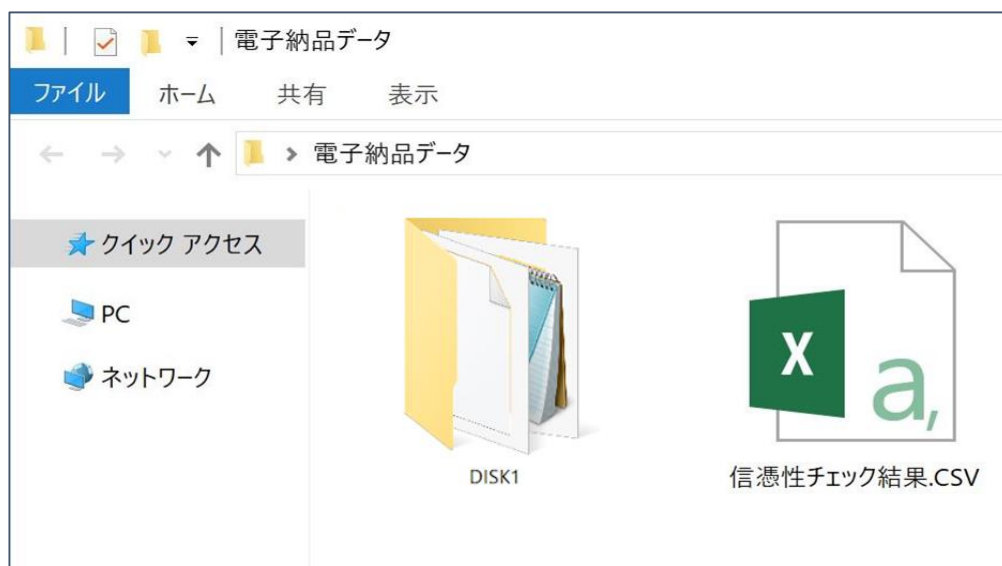 電子納品データ
ファイル ホーム 共有 表示
電子納品データ
クイック アクセス
PC
ネットワーク
DISK1
X a,
信憑性チェック結果.CSV